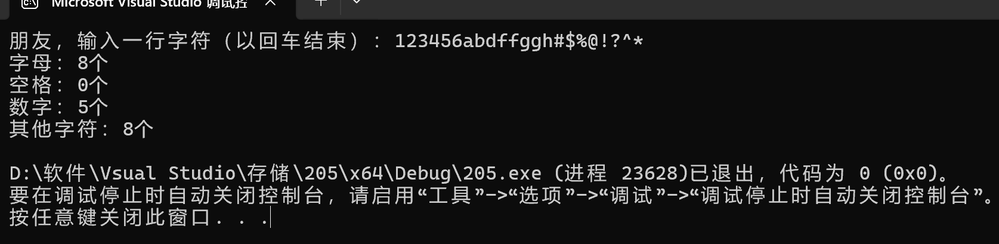 Microsoft Visual Studio 调试控
朋友，输入一行字符（以回车结束）：123456abdffggh#$%@!?^*
字母：8个
空格：0个
数字：5个
其他字符：8个
D:\软件\Vsual Studio\存储\205\x64\Debug\205.exe (进程 23628)已退出，代码为 0 (0x0)。
要在调试停止时自动关闭控制台，请启用“工具”->“选项”->“调试”->“调试停止时自动关闭控制台”。
按任意键关闭此窗口. . .